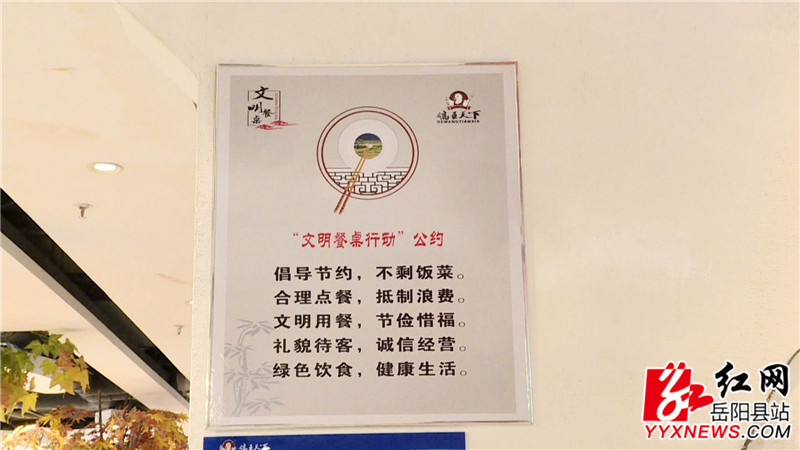 文明
餐桌
DEWANGTIANXIA
“文明餐桌行动”公约
倡导节约，不剩饭菜。
合理点餐，抵制浪费。
文明用餐，节俭惜福。
礼貌待客，诚信经营。
绿色饮食，健康生活。
红网
岳阳县站
YYXNEWS.COM